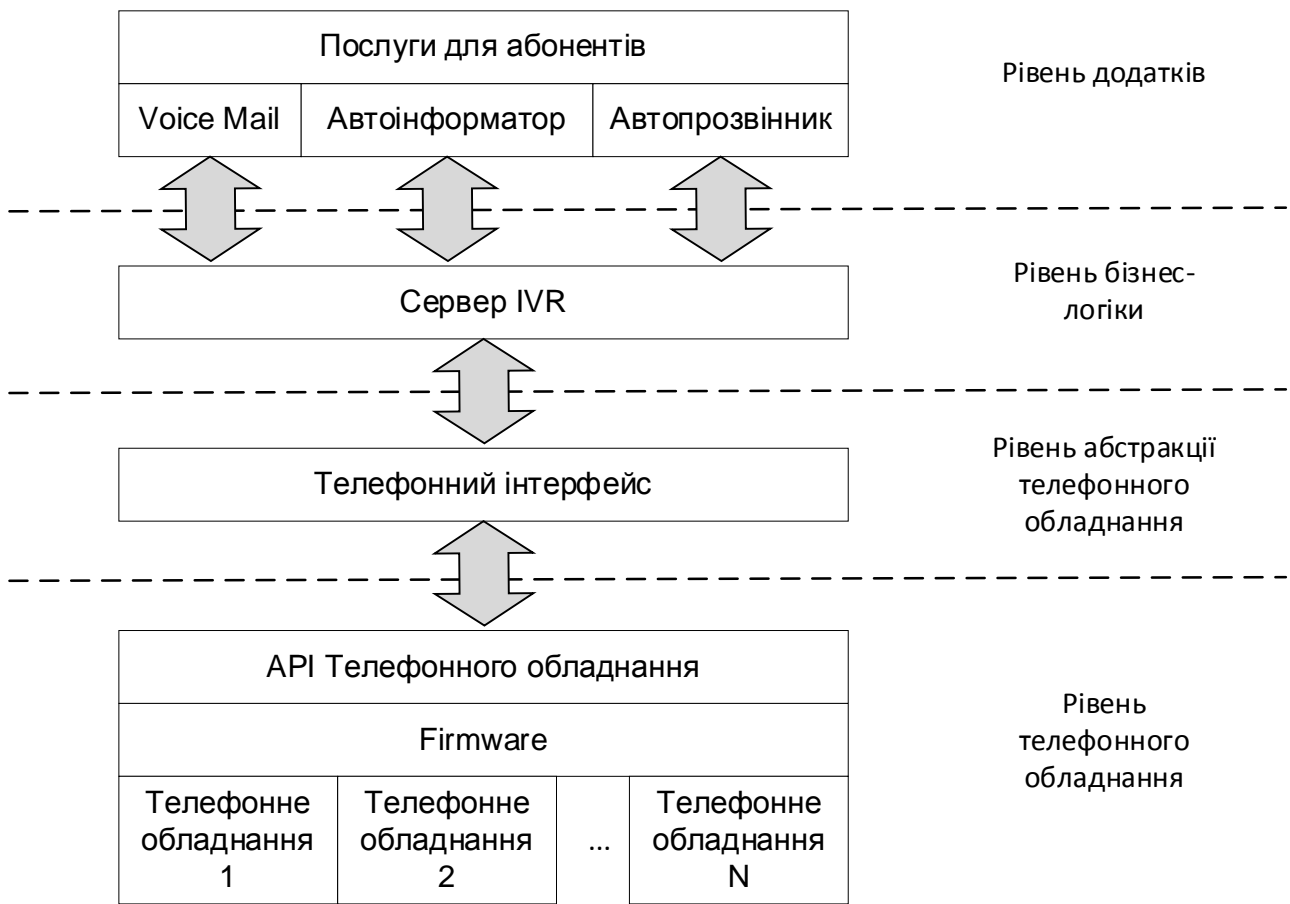 Послуги для абонентів
Рівень додатків
Voice Mail
Автоінформатор
Автопрозвінник
Сервер IVR
Рівень бізнес-
логіки
Телефонний інтерфейс
Рівень абстракції
телефонного
обладнання
API Телефонного обладнання
Firmware
Рівень
телефонного
обладнання
Телефонне
обладнання
1
Телефонне
обладнання
2
...
Телефонне
обладнання
N